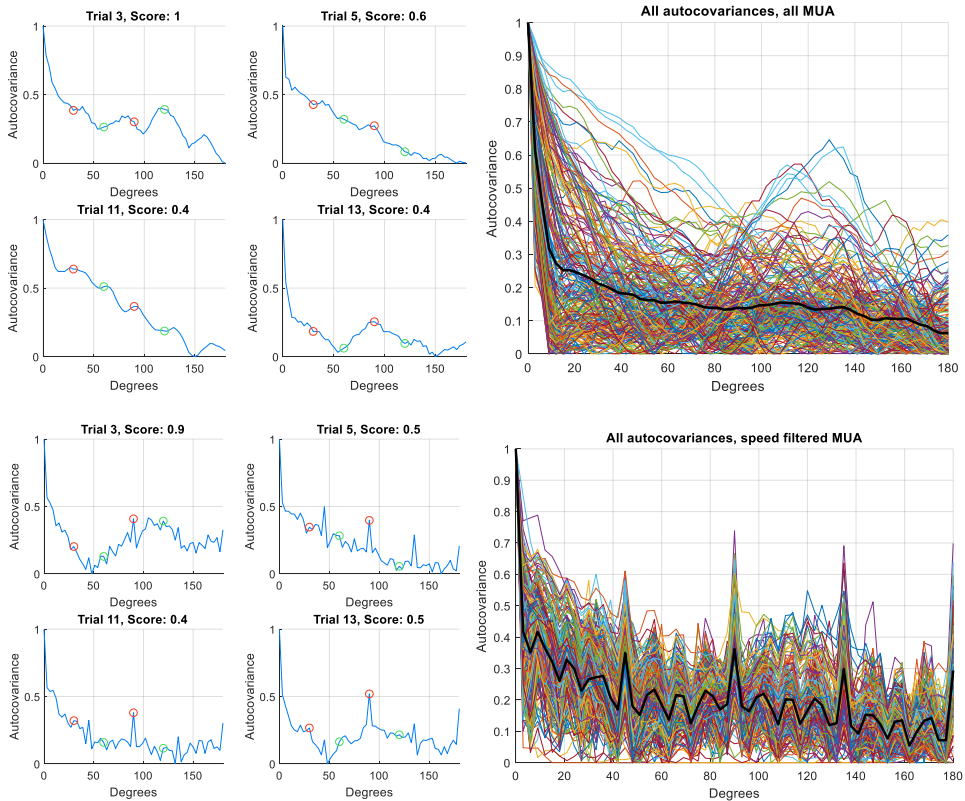 Trial 3, Score: 1
1
0.5
0
Autocovariance
0 50 100 150
Degrees
Trial 5, Score: 0.6
1
0.5
0
Autocovariance
0 50 100 150
Degrees
Trial 11, Score: 0.4
1
0.5
0
Autocovariance
0 50 100 150
Degrees
Trial 13, Score: 0.4
1
0.5
0
Autocovariance
0 50 100 150
Degrees
All autocovariances, all MUA
1
0.9
0.8
0.7
0.6
0.5
0.4
0.3
0.2
0.1
0
Autocovariance
0 20 40 60 80 100 120 140 160 180
Degrees
Trial 3, Score: 0.9
1
0.5
0
Autocovariance
0 50 100 150
Degrees
Trial 5, Score: 0.5
1
0.5
0
Autocovariance
0 50 100 150
Degrees
Trial 11, Score: 0.4
1
0.5
0
Autocovariance
0 50 100 150
Degrees
Trial 13, Score: 0.5
1
0.5
0
Autocovariance
0 50 100 150
Degrees
All autocovariances, speed filtered MUA
1
0.9
0.8
0.7
0.6
0.5
0.4
0.3
0.2
0.1
0
Autocovariance
0 20 40 60 80 100 120 140 160 180
Degrees